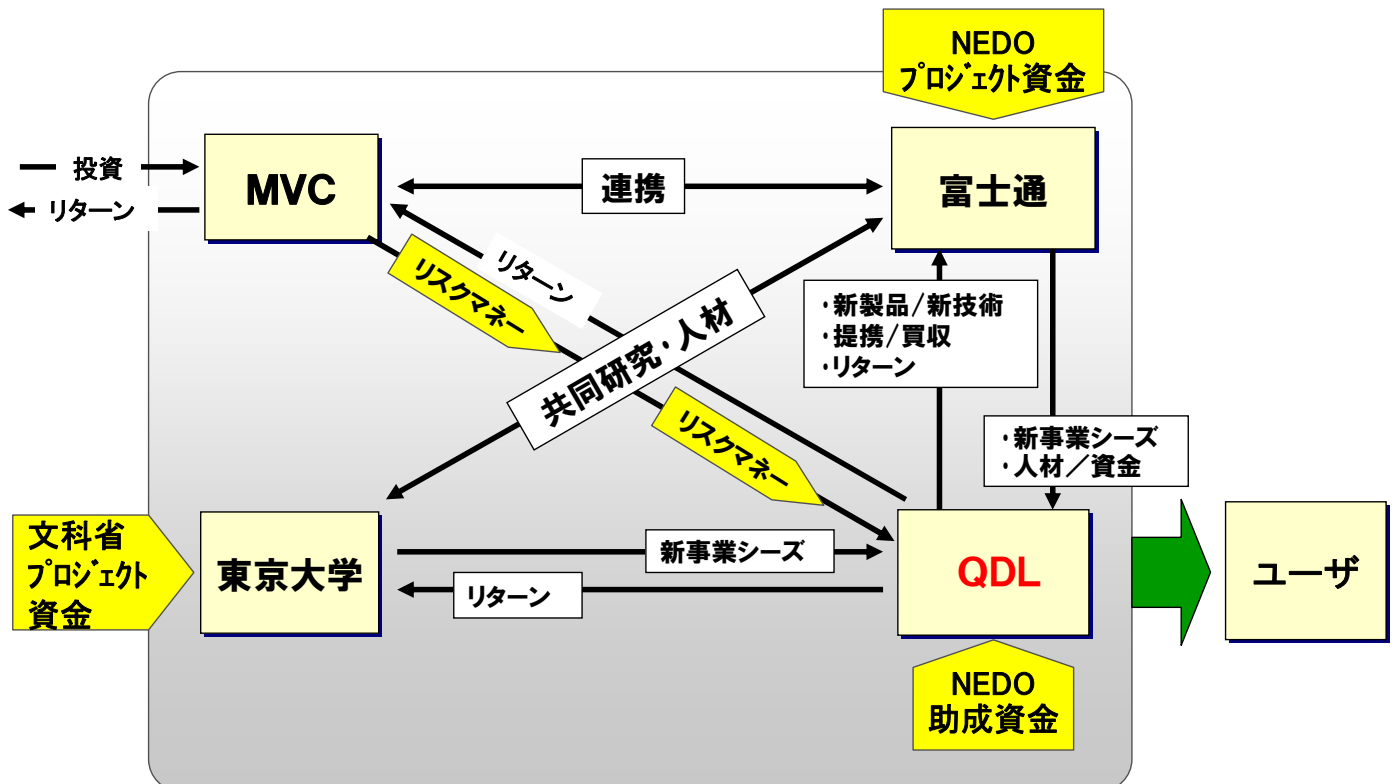 NEDO
プロジェクト資金
投資
リターン
MVC
連携
富士通
リターン
リスクマネー
共同研究・人材
・新製品/新技術
・提携/買収
・リターン
リスクマネー
・新事業シーズ
・人材／資金
文科省
プロジェクト
資金
東京大学
新事業シーズ
リターン
QDL
ユーザ
NEDO
助成資金